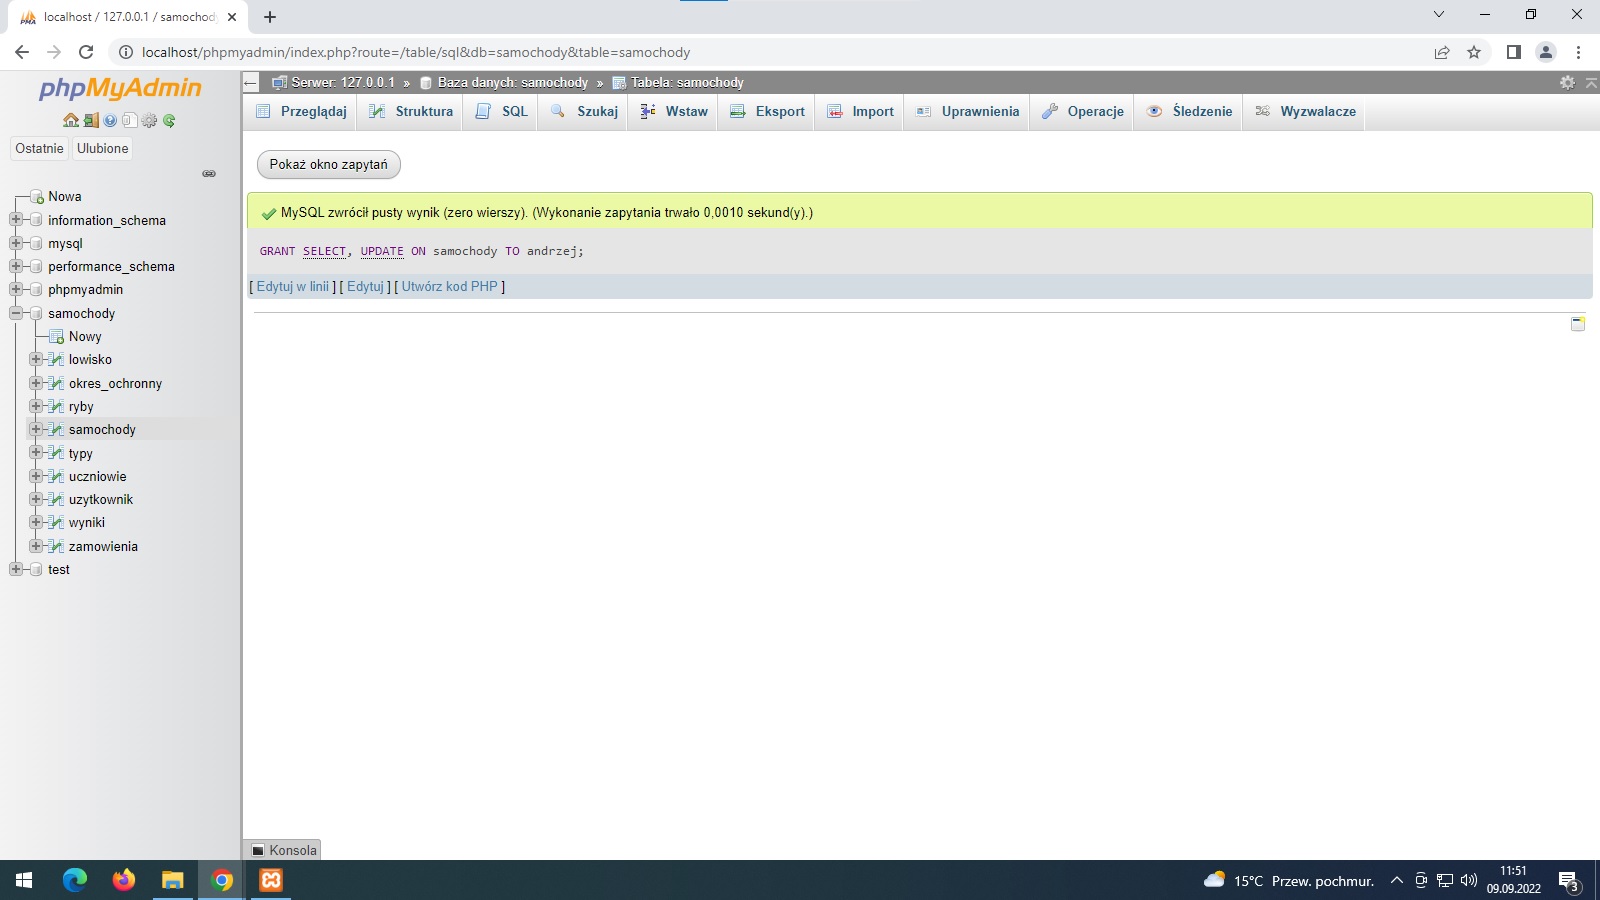 localhost / 127.0.0.1 / samochody
localhost/phpmyadmin/index.php?route=/table/sql&db=samochody&table=samochody
phpMyAdmin
Serwer: 127.0.0.1 » Baza danych: samochody » Tabela: samochody
Przeglądaj Struktura SQL Szukaj Wstaw Eksport Import Uprawnienia Operacje Śledzenie Wyzwalacze
Ostatnie Ulubione
Pokaż okno zapytań
Nowa
information_schema
mysql
performance_schema
phpmyadmin
samochody
Nowy
lowisko
okres_ochronny
ryby
samochody
typy
uczniowie
uzytkownik
wyniki
zamowienia
test
MySQL zwrócił pusty wynik (zero wierszy). (Wykonanie zapytania trwało 0,0010 sekund(y).)
GRANT SELECT, UPDATE ON samochody TO andrzej;
[ Edytuj w linii ] [ Edytuj ] [ Utwórz kod PHP ]
Konsola
15°C Przew. pochmur.
11:51
09.09.2022
3